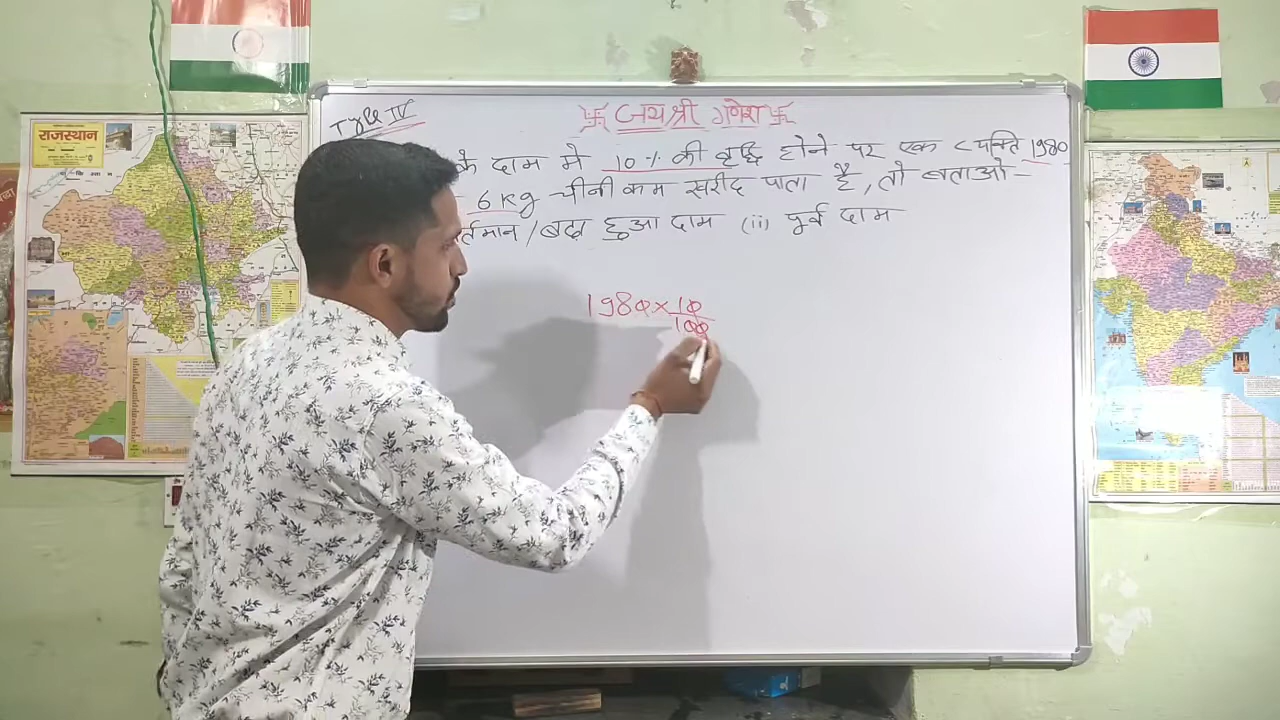 राजस्थान
Type IV
卐 जय श्री गणेश 卐
के दाम में 10% की वृद्धि होने पर एक व्यक्ति 1980
6 Kg चीनी कम खरीद पाता है, तो बताओ-
र्तमान/बढ़ा हुआ दाम (ii) पूर्व दाम
1980 × 10
100